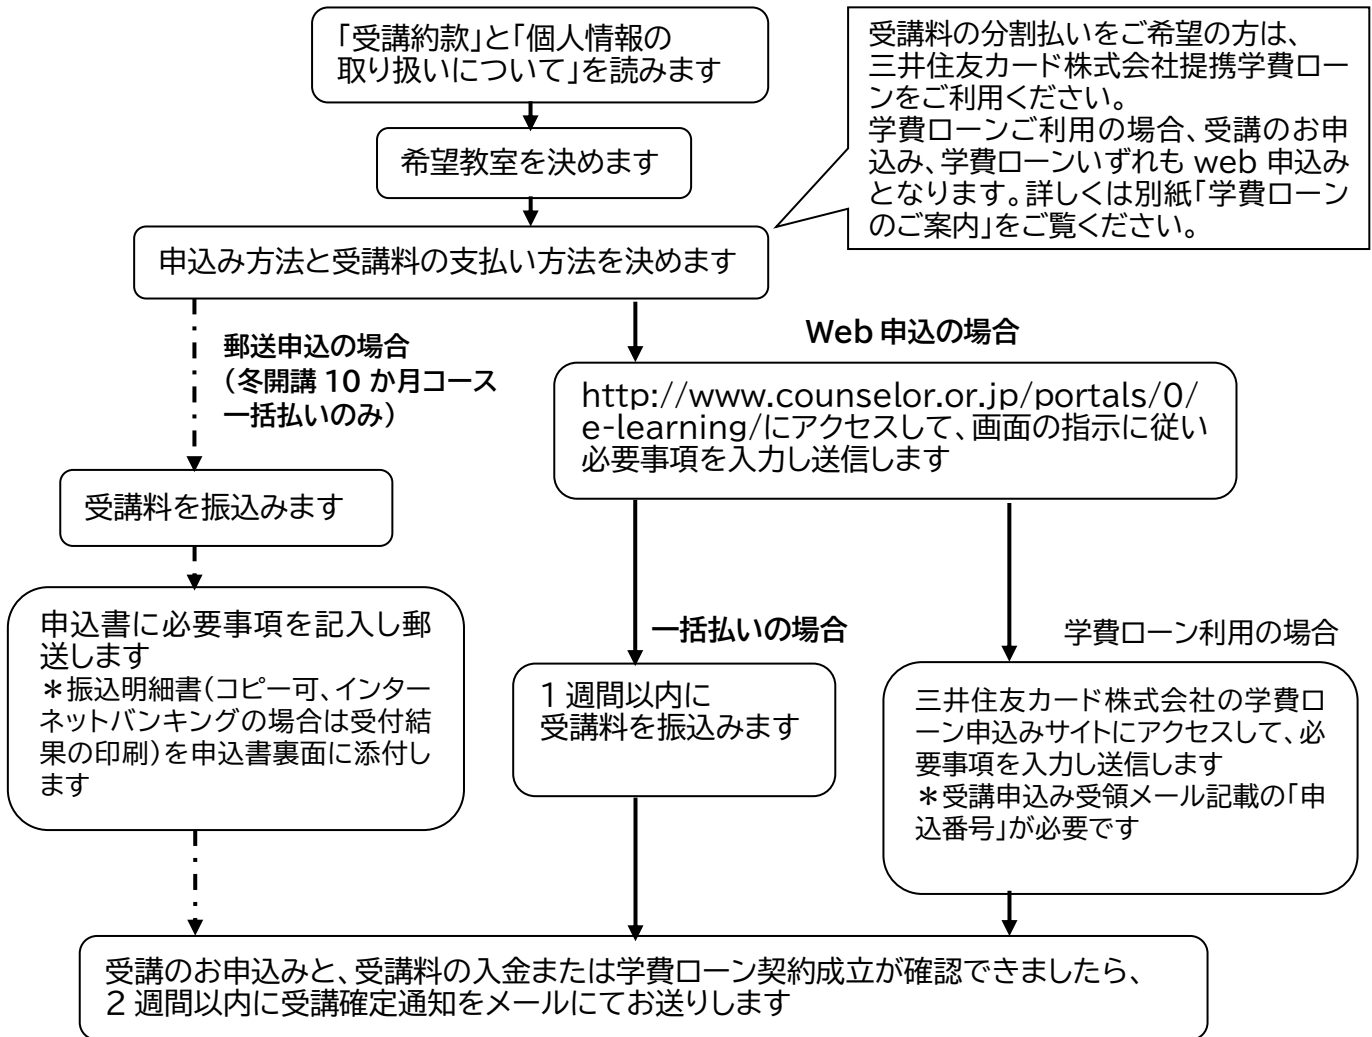 「受講約款」と「個人情報の
取り扱いについて」を読みます
受講料の分割払いをご希望の方は、
三井住友カード株式会社提携学費ロー
ンをご利用ください。
学費ローンご利用の場合、受講のお申
込み、学費ローンいずれも web 申込み
となります。詳しくは別紙「学費ローン
のご案内」をご覧ください。
希望教室を決めます
申込み方法と受講料の支払い方法を決めます
郵送申込の場合
（冬開講 10 か月コース
一括払いのみ）
Web 申込の場合
http://www.counselor.or.jp/portals/0/
e-learning/にアクセスして、画面の指示に従い
必要事項を入力し送信します
受講料を振込みます
申込書に必要事項を記入し郵
送します
＊振込明細書（コピー可、インター
ネットバンキングの場合は受付結
果の印刷）を申込書裏面に添付し
ます
一括払いの場合
1 週間以内に
受講料を振込みます
学費ローン利用の場合
三井住友カード株式会社の学費ロ
ーン申込みサイトにアクセスして、必
要事項を入力し送信します
＊受講申込み受領メール記載の「申
込番号」が必要です
受講のお申込みと、受講料の入金または学費ローン契約成立が確認できましたら、
2 週間以内に受講確定通知をメールにてお送りします